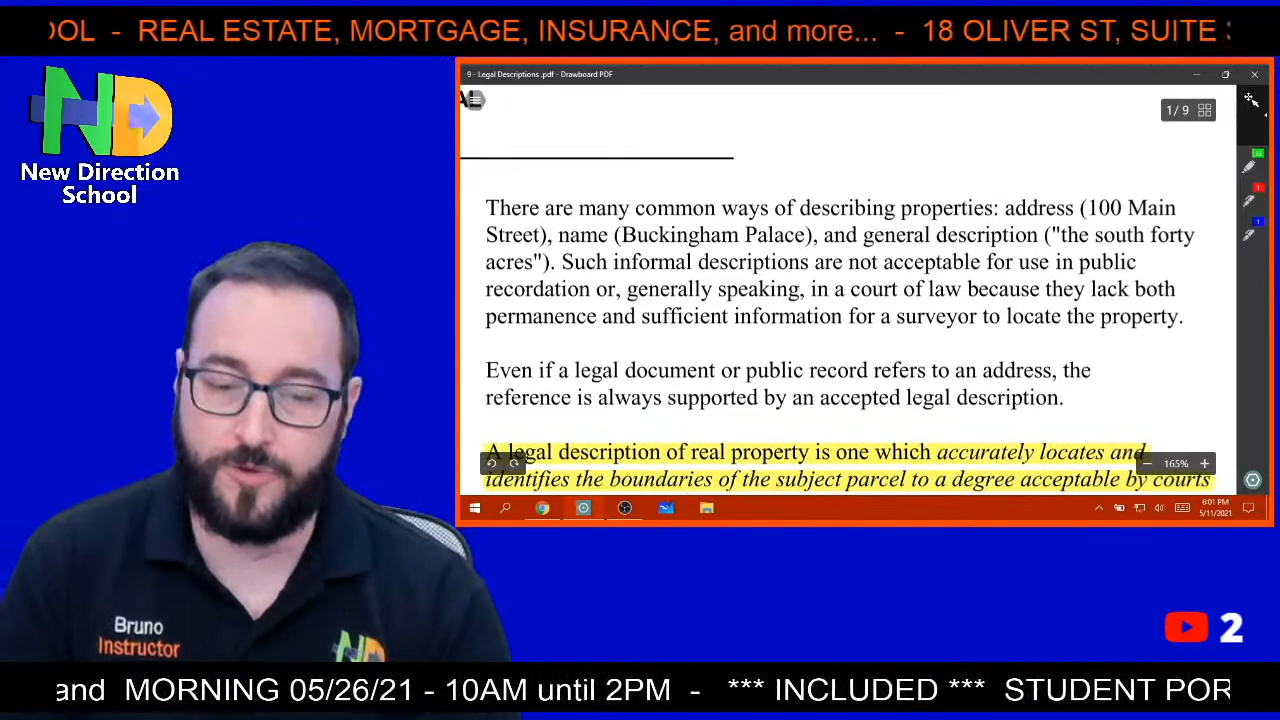 OOL - REAL ESTATE, MORTGAGE, INSURANCE, and more... - 18 OLIVER ST, SUITE
ND
New Direction
School
9 - Legal Descriptions .pdf - Drawboard PDF
AL
1 / 9
There are many common ways of describing properties: address (100 Main
Street), name (Buckingham Palace), and general description ("the south forty
acres"). Such informal descriptions are not acceptable for use in public
recordation or, generally speaking, in a court of law because they lack both
permanence and sufficient information for a surveyor to locate the property.
Even if a legal document or public record refers to an address, the
reference is always supported by an accepted legal description.
A legal description of real property is one which accurately locates and
identifies the boundaries of the subject parcel to a degree acceptable by courts
165%
6:01 PM
5/11/2021
Bruno
Instructor
ND
2
and MORNING 05/26/21 - 10AM until 2PM - *** INCLUDED *** STUDENT POR